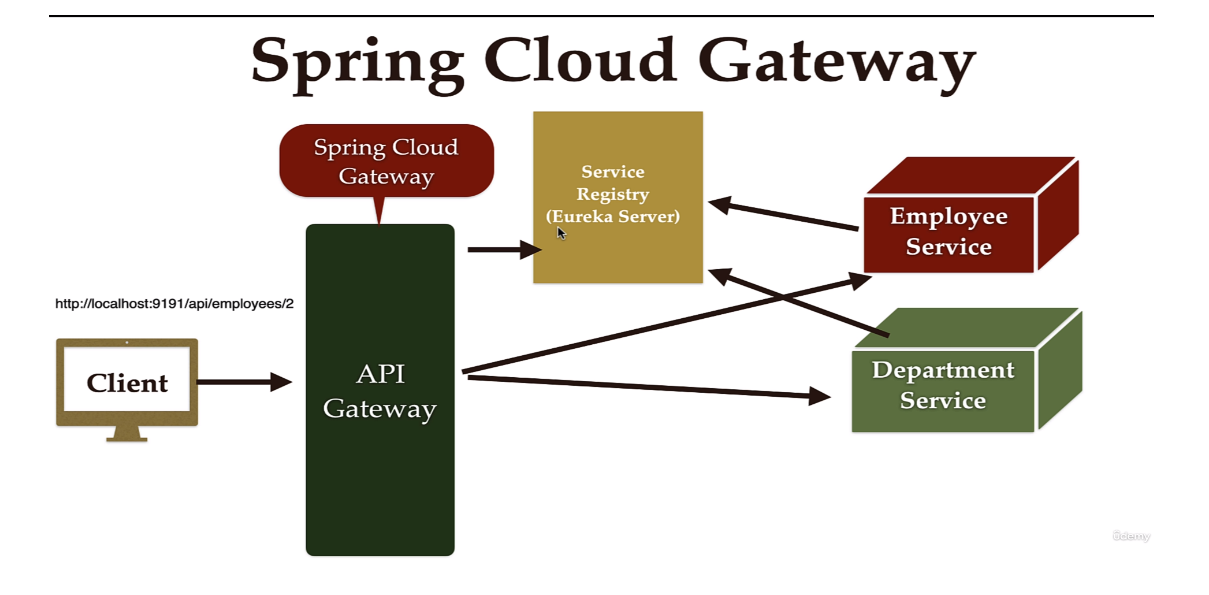 Spring Cloud Gateway
Spring Cloud
Gateway
Service
Registry
(Eureka Server)
Employee
Service
http://localhost:9191/api/employees/2
Client
API
Gateway
Department
Service
ûdemy